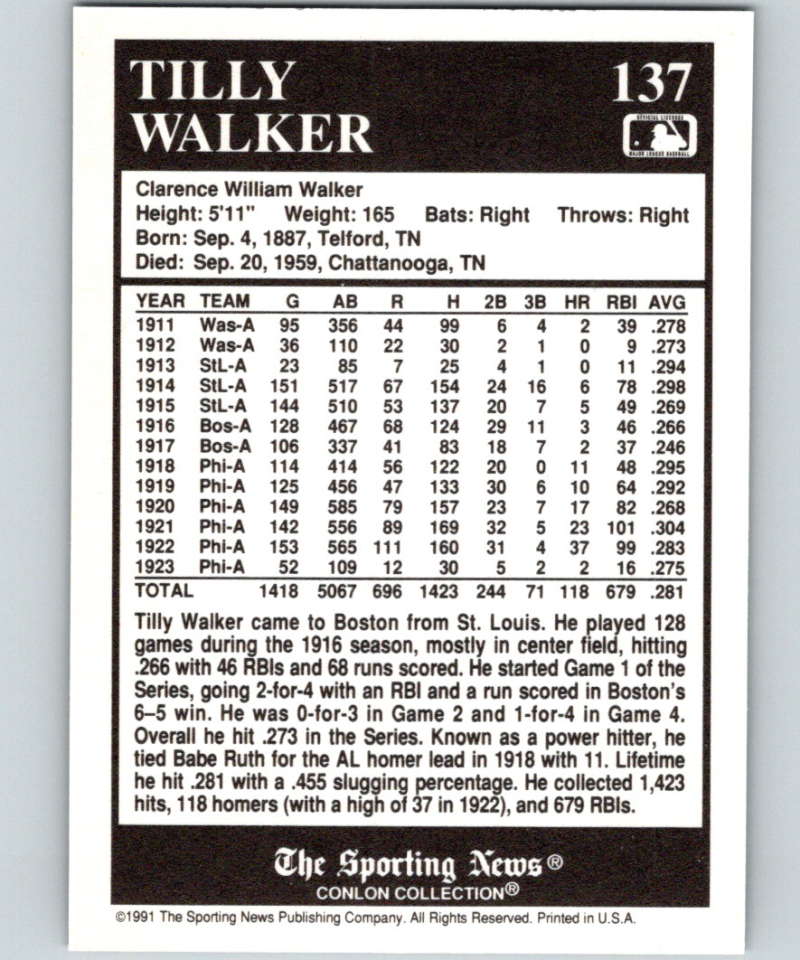 TILLY 137
WALKER
OFFICIAL LICENSEE
MAJOR LEAGUE BASEBALL
Clarence William Walker
Height: 5'11" Weight: 165 Bats: Right Throws: Right
Born: Sep. 4, 1887, Telford, TN
Died: Sep. 20, 1959, Chattanooga, TN
YEAR TEAM G AB R H 2B 3B HR RBI AVG
1911 Was-A 95 356 44 99 6 4 2 39 .278
1912 Was-A 36 110 22 30 2 1 0 9 .273
1913 StL-A 23 85 7 25 4 1 0 11 .294
1914 StL-A 151 517 67 154 24 16 6 78 .298
1915 StL-A 144 510 53 137 20 7 5 49 .269
1916 Bos-A 128 467 68 124 29 11 3 46 .266
1917 Bos-A 106 337 41 83 18 7 2 37 .246
1918 Phi-A 114 414 56 122 20 0 11 48 .295
1919 Phi-A 125 456 47 133 30 6 10 64 .292
1920 Phi-A 149 585 79 157 23 7 17 82 .268
1921 Phi-A 142 556 89 169 32 5 23 101 .304
1922 Phi-A 153 565 111 160 31 4 37 99 .283
1923 Phi-A 52 109 12 30 5 2 2 16 .275
TOTAL 1418 5067 696 1423 244 71 118 679 .281
Tilly Walker came to Boston from St. Louis. He played 128
games during the 1916 season, mostly in center field, hitting
.266 with 46 RBIs and 68 runs scored. He started Game 1 of the
Series, going 2-for-4 with an RBI and a run scored in Boston's
6–5 win. He was 0-for-3 in Game 2 and 1-for-4 in Game 4.
Overall he hit .273 in the Series. Known as a power hitter, he
tied Babe Ruth for the AL homer lead in 1918 with 11. Lifetime
he hit .281 with a .455 slugging percentage. He collected 1,423
hits, 118 homers (with a high of 37 in 1922), and 679 RBIs.
The Sporting News®
CONLON COLLECTION®
©1991 The Sporting News Publishing Company. All Rights Reserved. Printed in U.S.A.